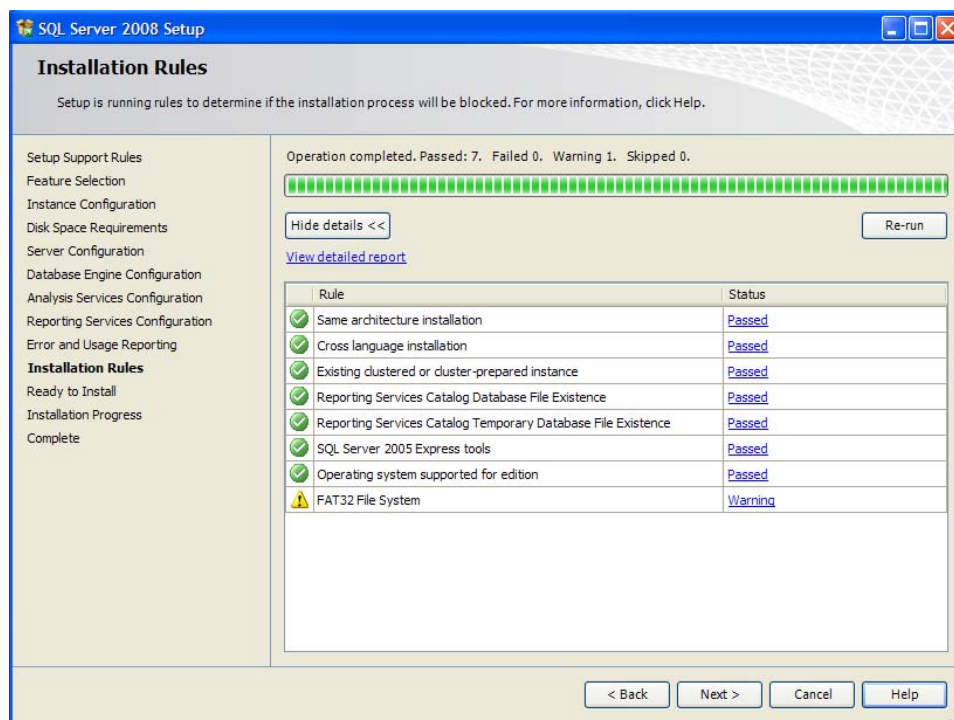 SQL Server 2008 Setup
Installation Rules
Setup is running rules to determine if the installation process will be blocked. For more information, click Help.
Setup Support Rules
Feature Selection
Instance Configuration
Disk Space Requirements
Server Configuration
Database Engine Configuration
Analysis Services Configuration
Reporting Services Configuration
Error and Usage Reporting
Installation Rules
Ready to Install
Installation Progress
Complete
Operation completed. Passed: 7. Failed 0. Warning 1. Skipped 0.
Hide details <<
Re-run
View detailed report
Rule Status
Same architecture installation Passed
Cross language installation Passed
Existing clustered or cluster-prepared instance Passed
Reporting Services Catalog Database File Existence Passed
Reporting Services Catalog Temporary Database File Existence Passed
SQL Server 2005 Express tools Passed
Operating system supported for edition Passed
FAT32 File System Warning
< Back Next > Cancel Help